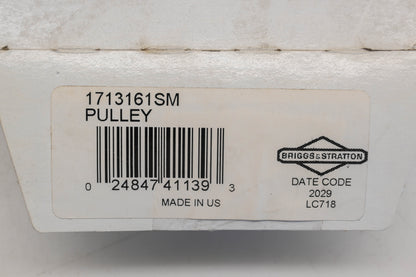 1713161SM
PULLEY
0 24847 41139 3
MADE IN US
BRIGGS & STRATTON
DATE CODE
2029
LC718